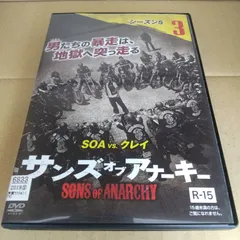 シーズン5
3
男たちの暴走は、
地獄へ突っ走る
SOA vs. クレイ
サンズ オブ アナーキー
SONS OF ANARCHY
R-15
DVD